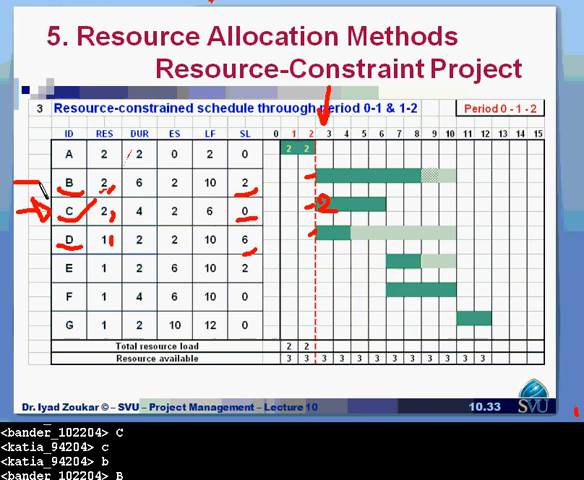 5. Resource Allocation Methods
Resource-Constraint Project
3 Resource-constrained schedule throuogh period 0-1 & 1-2 Period 0 - 1 - 2
ID RES DUR ES LF SL 0 1 2 3 4 5 6 7 8 9 10 11 12 13 14 15
A 2 2 0 2 0 2 2
B 2 6 2 10 2
C 2 4 2 6 0 2
D 1 2 2 10 6
E 1 2 6 10 2
F 1 4 6 10 0
G 1 2 10 12 0
Total resource load 2 2
Resource available 3 3 3 3 3 3 3 3 3 3 3 3
Dr. Iyad Zoukar © – SVU – Project Management – Lecture 10 10.33 SVU
<bander_102204> C
<katia_94204> c
<katia_94204> b
<bander_102204> B